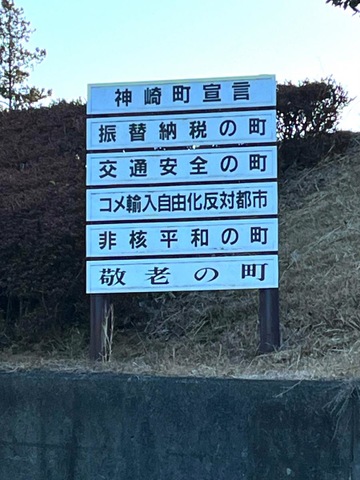 神崎町宣言
振替納税の町
交通安全の町
コメ輸入自由化反対都市
非核平和の町
敬老の町